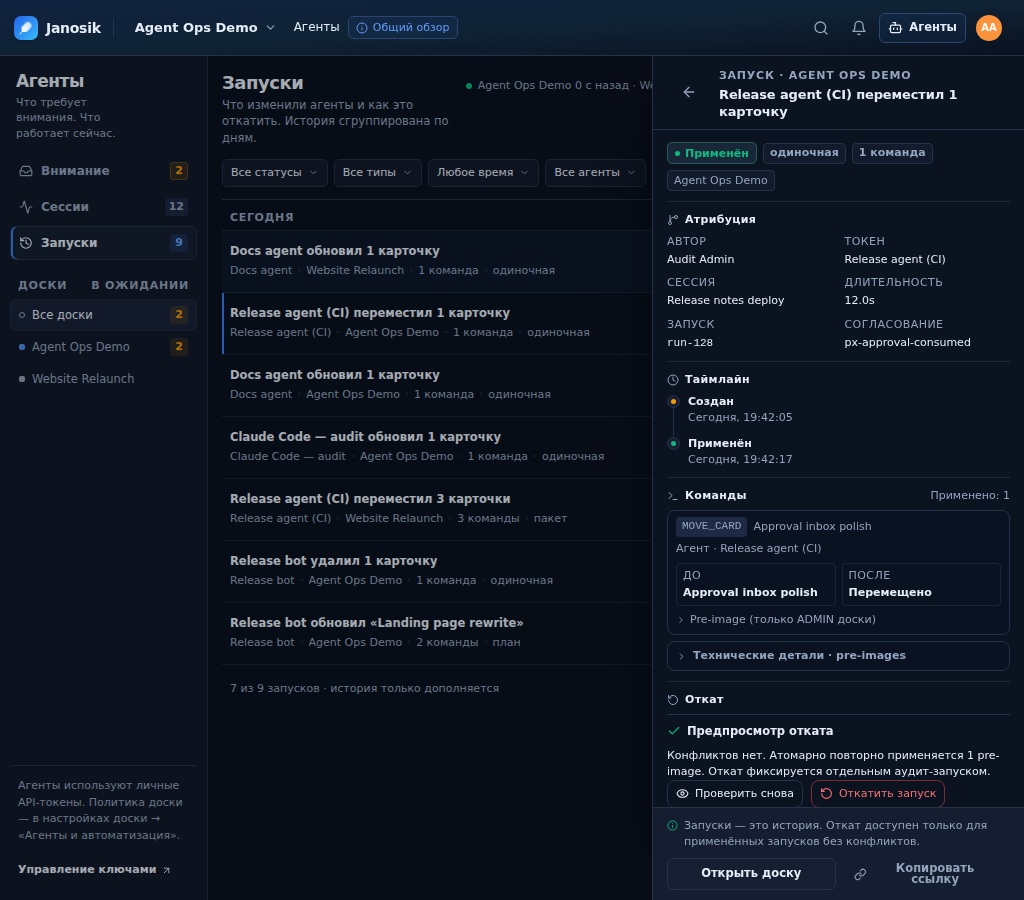 Janosik
Agent Ops Demo
Агенты
Общий обзор
Агенты
AA
Агенты
Что требует
внимания. Что
работает сейчас.
Внимание 2
Сессии 12
Запуски 9
ДОСКИ В ОЖИДАНИИ
Все доски 2
Agent Ops Demo 2
Website Relaunch
Агенты используют личные
API-токены. Политика доски
— в настройках доски →
«Агенты и автоматизация».
Управление ключами
Запуски
Что изменили агенты и как это
откатить. История сгруппирована по
дням.
Agent Ops Demo 0 с назад · We
Все статусы
Все типы
Любое время
Все агенты
СЕГОДНЯ
Docs agent обновил 1 карточку
Docs agent · Website Relaunch · 1 команда · одиночная
Release agent (CI) переместил 1 карточку
Release agent (CI) · Agent Ops Demo · 1 команда · одиночная
Docs agent обновил 1 карточку
Docs agent · Agent Ops Demo · 1 команда · одиночная
Claude Code — audit обновил 1 карточку
Claude Code — audit · Agent Ops Demo · 1 команда · одиночная
Release agent (CI) переместил 3 карточки
Release agent (CI) · Website Relaunch · 3 команды · пакет
Release bot удалил 1 карточку
Release bot · Agent Ops Demo · 1 команда · одиночная
Release bot обновил «Landing page rewrite»
Release bot · Agent Ops Demo · 2 команды · план
7 из 9 запусков · история только дополняется
ЗАПУСК · AGENT OPS DEMO
Release agent (CI) переместил 1
карточку
Применён
одиночная
1 команда
Agent Ops Demo
Атрибуция
АВТОР ТОКЕН
Audit Admin Release agent (CI)
СЕССИЯ ДЛИТЕЛЬНОСТЬ
Release notes deploy 12.0s
ЗАПУСК СОГЛАСОВАНИЕ
run-128 px-approval-consumed
Таймлайн
Создан
Сегодня, 19:42:05
Применён
Сегодня, 19:42:17
Команды Применено: 1
MOVE_CARD Approval inbox polish
Агент · Release agent (CI)
ДО ПОСЛЕ
Approval inbox polish Перемещено
Pre-image (только ADMIN доски)
Технические детали · pre-images
Откат
Предпросмотр отката
Конфликтов нет. Атомарно повторно применяется 1 pre-
image. Откат фиксируется отдельным аудит-запуском.
Проверить снова
Откатить запуск
Запуски — это история. Откат доступен только для
применённых запусков без конфликтов.
Открыть доску
Копировать
ссылку